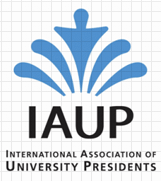 IAUP
INTERNATIONAL ASSOCIATION OF
UNIVERSITY PRESIDENTS